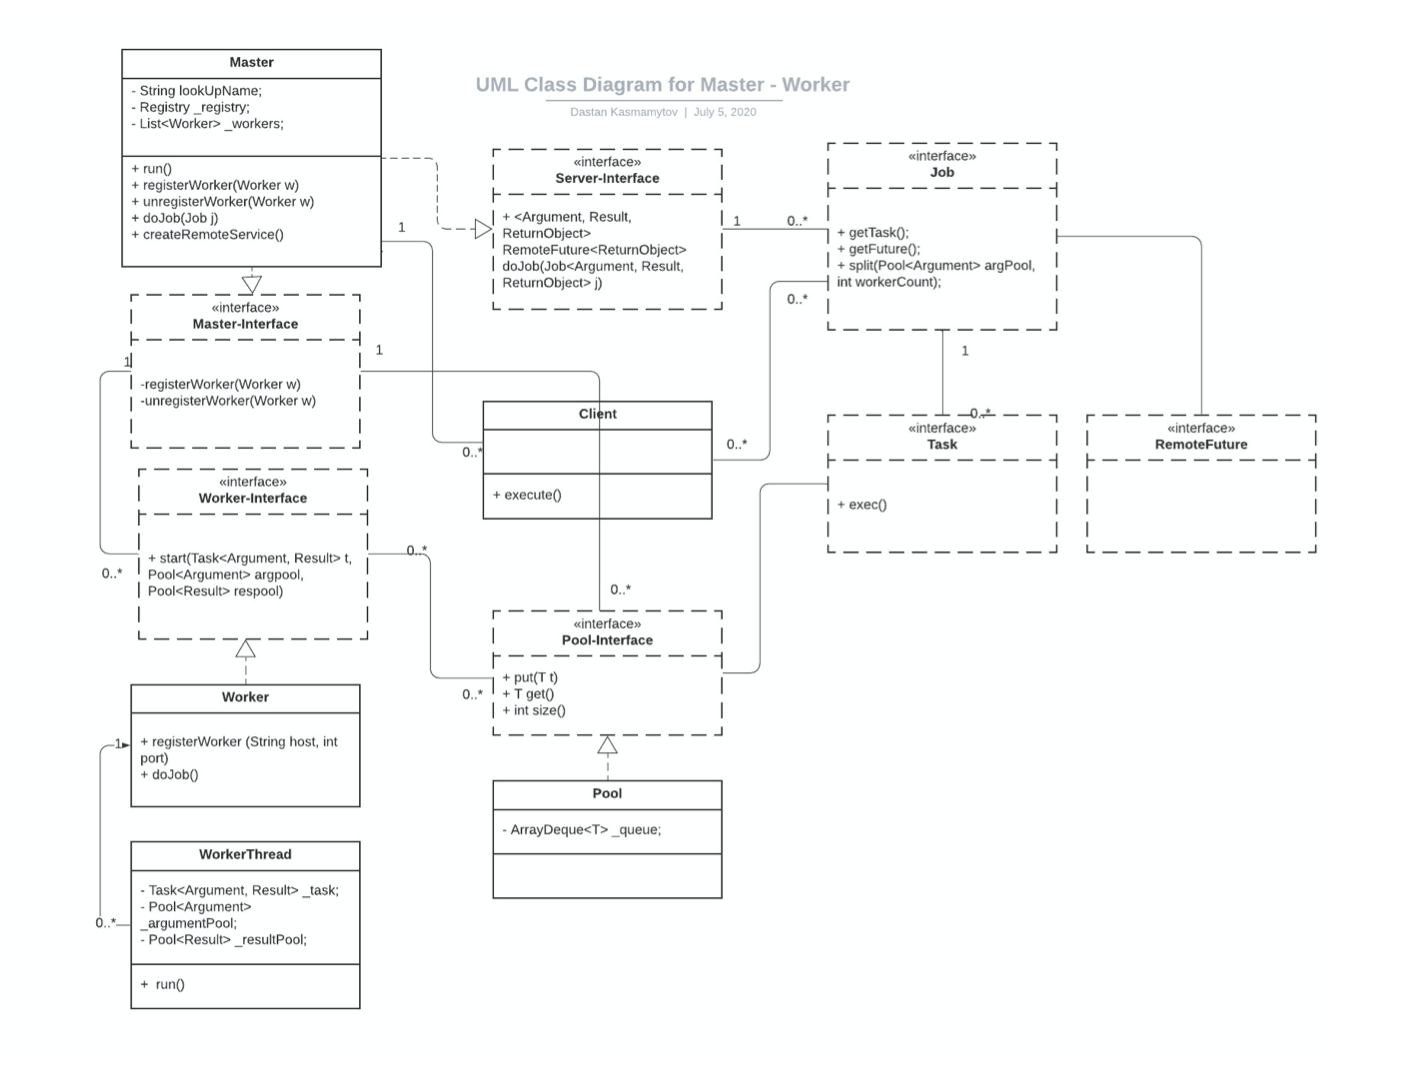 UML Class Diagram for Master - Worker
Dastan Kasmamytov | July 5, 2020
Master
- String lookUpName;
- Registry _registry;
- List<Worker> _workers;
+ run()
+ registerWorker(Worker w)
+ unregisterWorker(Worker w)
+ doJob(Job j)
+ createRemoteService()
1
«interface»
Server-Interface
+ <Argument, Result,
ReturnObject>
RemoteFuture<ReturnObject>
doJob(Job<Argument, Result,
ReturnObject> j)
1
0..*
«interface»
Job
+ getTask();
+ getFuture();
+ split(Pool<Argument> argPool,
int workerCount);
0..*
1
0..*
«interface»
Master-Interface
-registerWorker(Worker w)
-unregisterWorker(Worker w)
1
1
Client
+ execute()
0..*
0..*
«interface»
Task
+ exec()
«interface»
RemoteFuture
«interface»
Worker-Interface
+ start(Task<Argument, Result> t,
Pool<Argument> argpool,
Pool<Result> respool)
0..*
0..*
0..*
0..*
«interface»
Pool-Interface
+ put(T t)
+ T get()
+ int size()
Worker
+ registerWorker (String host, int
port)
+ doJob()
1
Pool
- ArrayDeque<T> _queue;
WorkerThread
- Task<Argument, Result> _task;
- Pool<Argument>
_argumentPool;
- Pool<Result> _resultPool;
+ run()
0..*